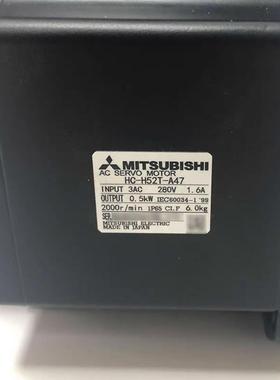 MITSUBISHI
AC SERVO MOTOR
HC-H52T-A47
INPUT 3AC 280V 1.6A
OUTPUT 0.5kW IEC60034-1'99
2000r/min IP65 CI.F 6.0kg
SER.
MITSUBISHI ELECTRIC
MADE IN JAPAN